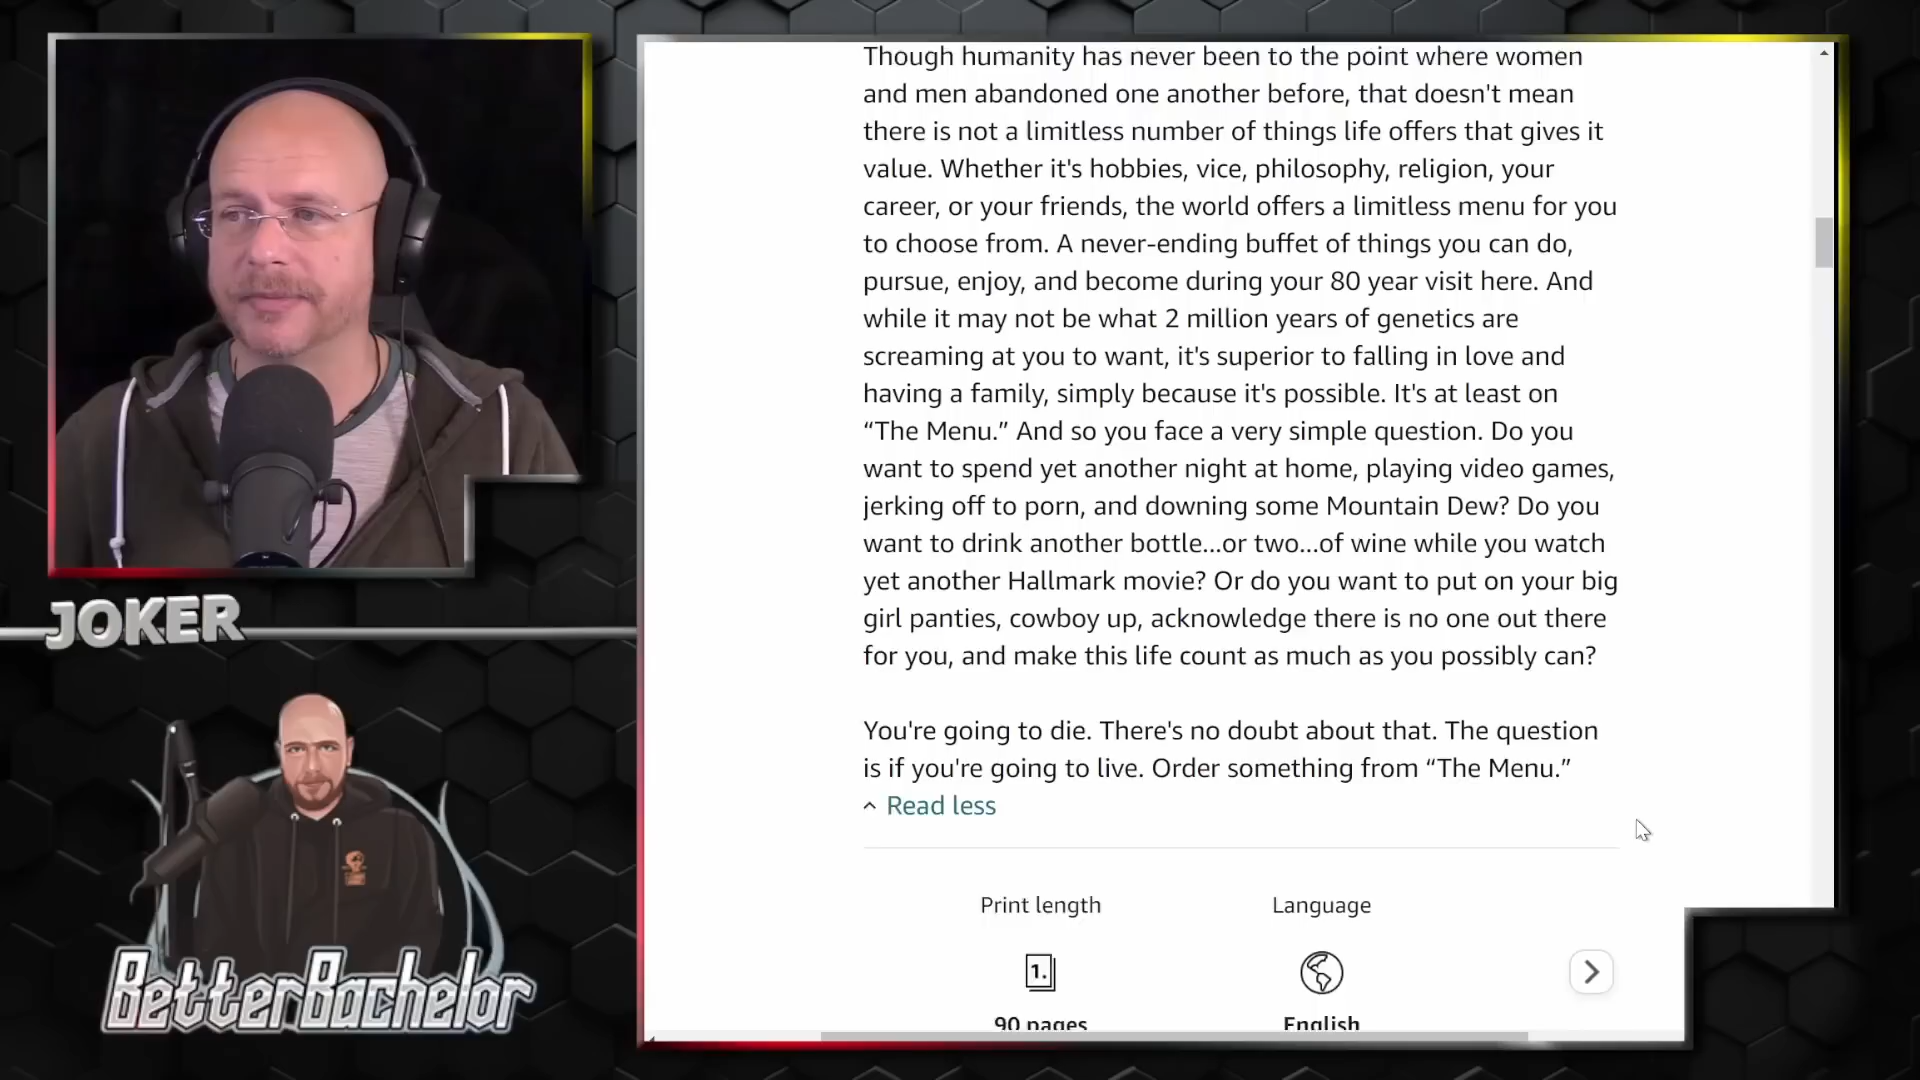 Though humanity has never been to the point where women
and men abandoned one another before, that doesn't mean
there is not a limitless number of things life offers that gives it
value. Whether it's hobbies, vice, philosophy, religion, your
career, or your friends, the world offers a limitless menu for you
to choose from. A never-ending buffet of things you can do,
pursue, enjoy, and become during your 80 year visit here. And
while it may not be what 2 million years of genetics are
screaming at you to want, it's superior to falling in love and
having a family, simply because it's possible. It's at least on
“The Menu.” And so you face a very simple question. Do you
want to spend yet another night at home, playing video games,
jerking off to porn, and downing some Mountain Dew? Do you
want to drink another bottle...or two...of wine while you watch
yet another Hallmark movie? Or do you want to put on your big
girl panties, cowboy up, acknowledge there is no one out there
for you, and make this life count as much as you possibly can?
You're going to die. There's no doubt about that. The question
is if you're going to live. Order something from “The Menu.”
Read less
Print length
Language
1.
90 pages
English
JOKER
BetterBachelor